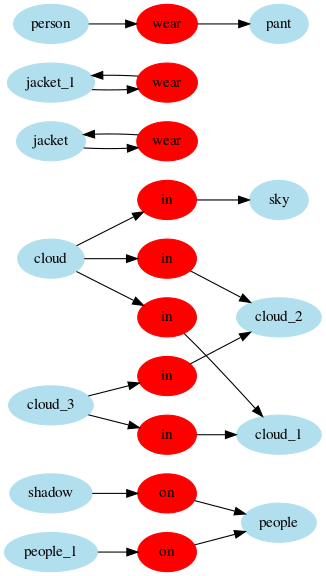 person wear pant
jacket_1 wear
jacket wear
in sky
cloud in
in cloud_2
in
cloud_3
in cloud_1
shadow on
people
people_1 on